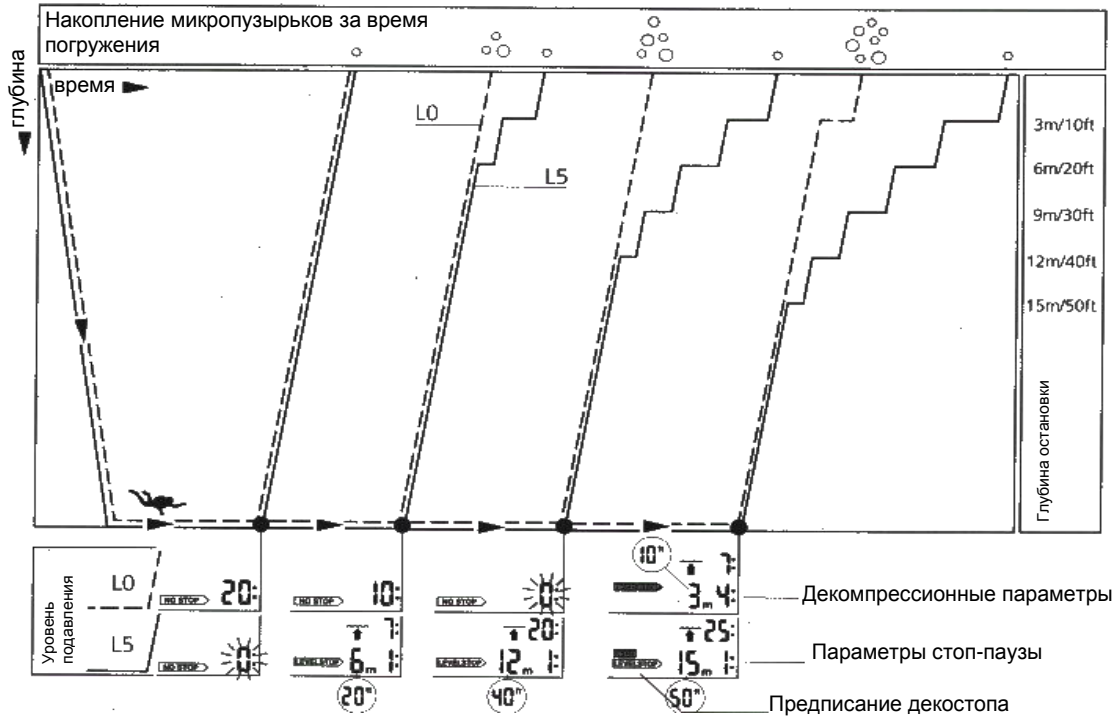 Накопление микропузырьков за время
погружения
глубина
время
L0
L5
3m/10ft
6m/20ft
9m/30ft
12m/40ft
15m/50ft
Глубина остановки
Уровень
подавления
L0
NO STOP 20:
NO STOP 10:
NO STOP 0:
10" 7:
3m 4:
Декомпрессионные параметры
L5
NO STOP 0
7:
LEVELSTOP 6m 1:
20"
20:
LEVELSTOP 12m 1:
40"
25:
LEVELSTOP 15m 1:
50"
Параметры стоп-паузы
Предписание декостопа